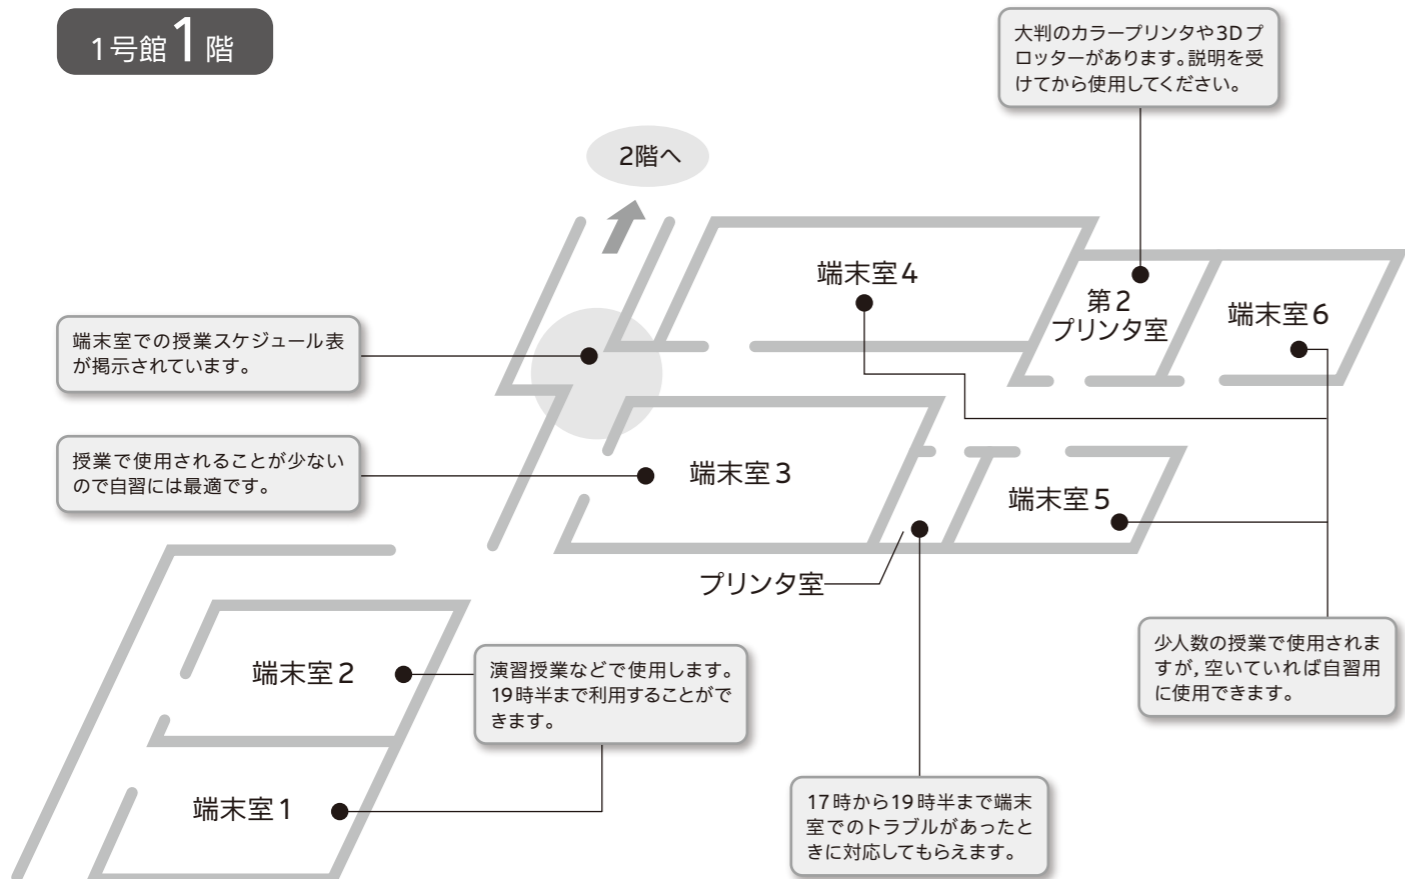 1号館1階
大判のカラープリンタや3Dプ
ロッターがあります。説明を受
けてから使用してください。
2階へ
端末室4
第2
プリンタ室
端末室6
端末室での授業スケジュール表
が掲示されています。
授業で使用されることが少ない
ので自習には最適です。
端末室3
端末室5
プリンタ室
少人数の授業で使用されま
すが,空いていれば自習用
に使用できます。
端末室2
演習授業などで使用します。
19時半まで利用することがで
きます。
端末室1
17時から19時半まで端末
室でのトラブルがあったと
きに対応してもらえます。